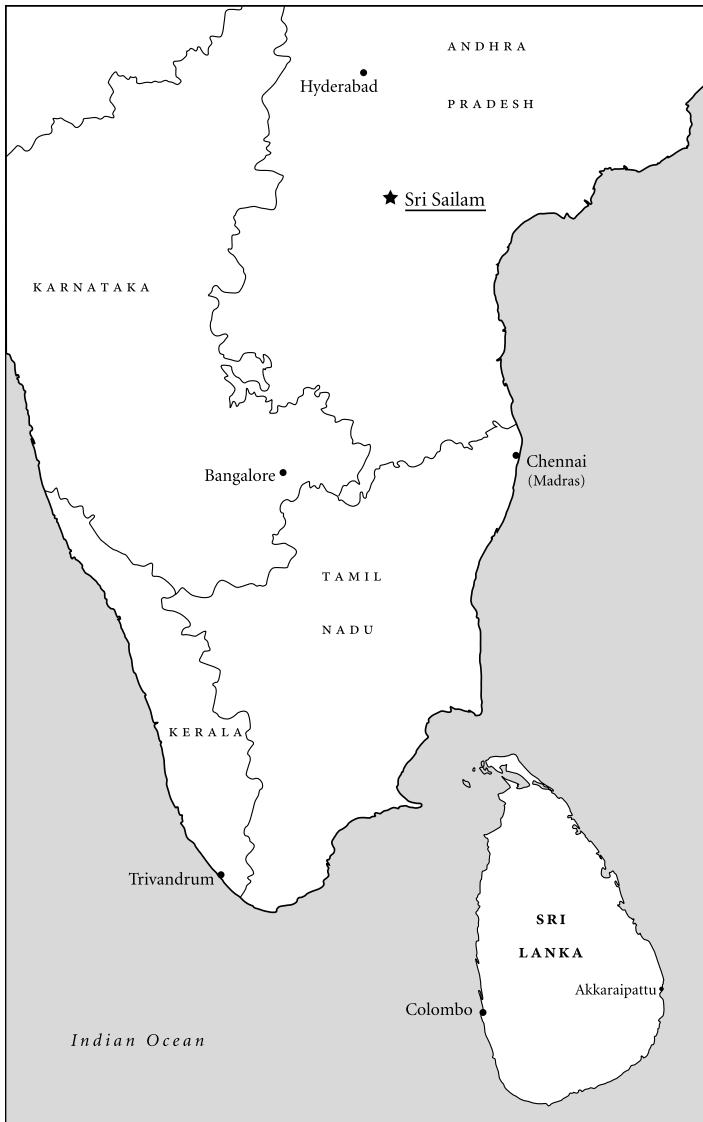 ANDHRA
Hyderabad
PRADESH
Sri Sailam
KARNATAKA
Chennai
(Madras)
Bangalore
TAMIL
NADU
KERALA
Trivandrum
SRI
LANKA
Akkaraipattu
Colombo
Indian Ocean